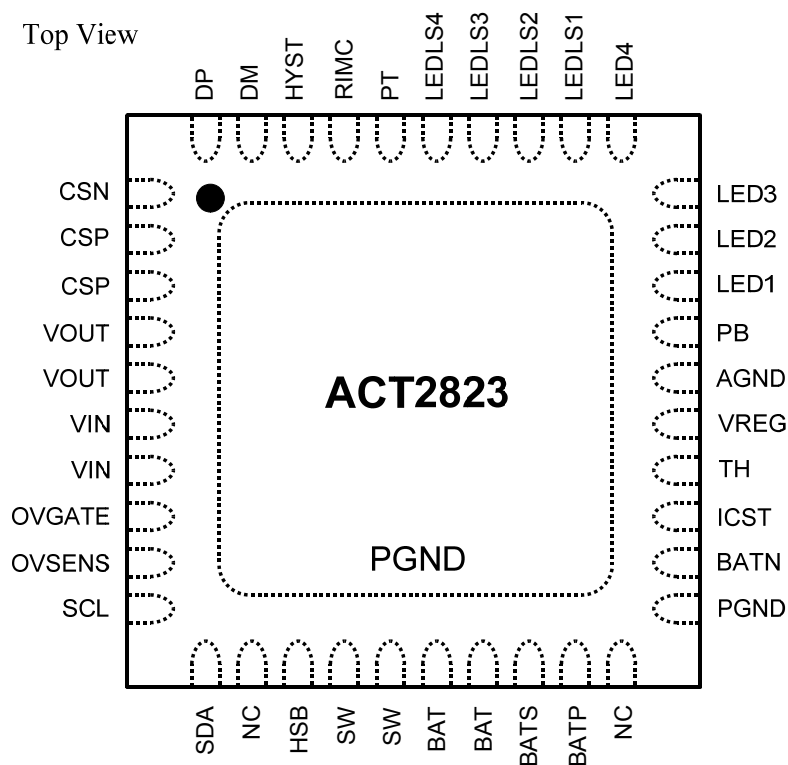 Top View
DP
DM
HYST
RIMC
PT
LEDLS4
LEDLS3
LEDLS2
LEDLS1
LED4
CSN
CSP
CSP
VOUT
VOUT
VIN
VIN
OVGATE
OVSENS
SCL
ACT2823
PGND
LED3
LED2
LED1
PB
AGND
VREG
TH
ICST
BATN
PGND
SDA
NC
HSB
SW
SW
BAT
BAT
BATS
BATP
NC